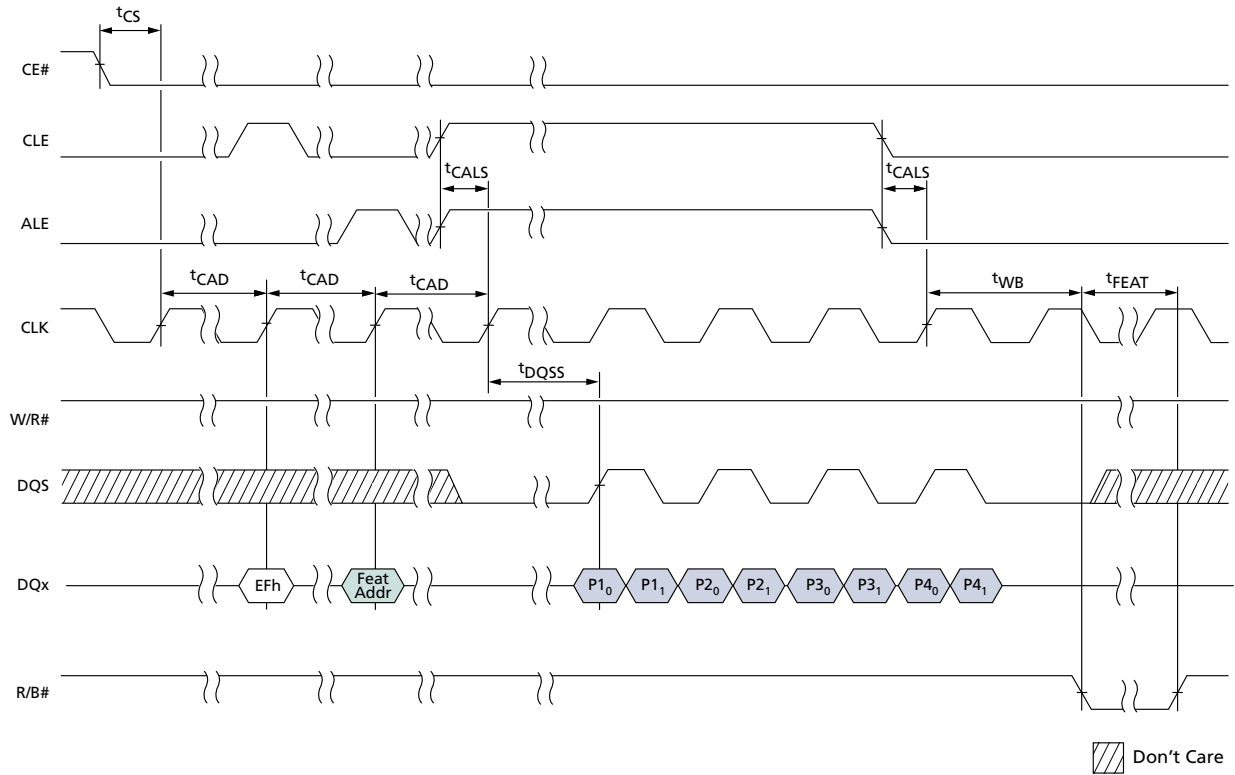 tCS
CE#
CLE
tCALS
tCALS
ALE
tCAD
tCAD
tCAD
tWB
tFEAT
CLK
tDQSS
W/R#
DQS
DQx
EFh
Feat
Addr
P1₀
P1₁
P2₀
P2₁
P3₀
P3₁
P4₀
P4₁
R/B#
Don't Care